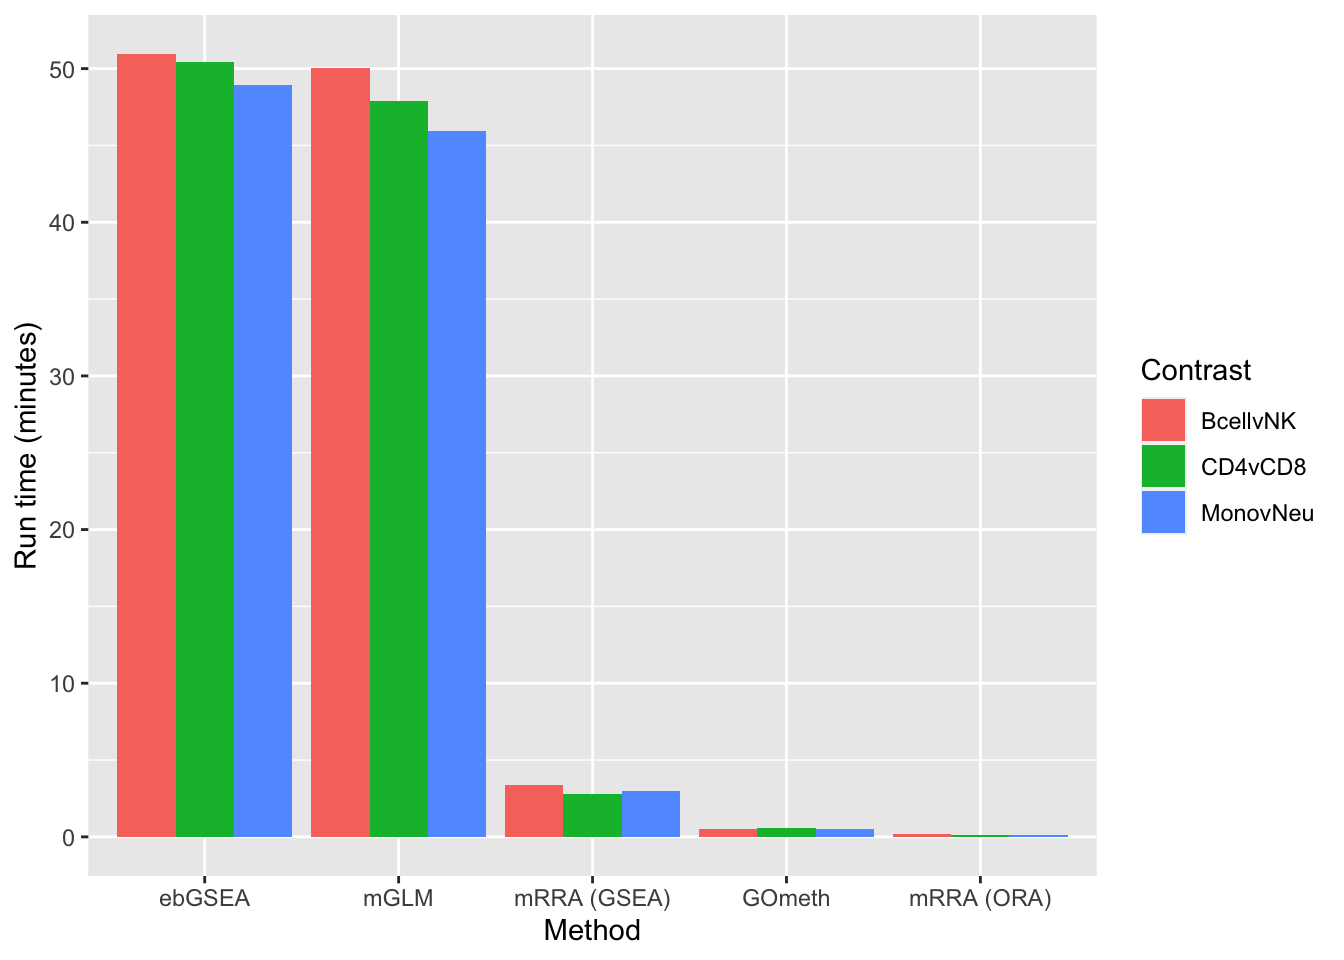 Run time (minutes)
50
40
30
20
10
0
ebGSEA
mGLM
mRRA (GSEA)
GOmeth
mRRA (ORA)
Method
Contrast
BcellvNK
CD4vCD8
MonovNeu